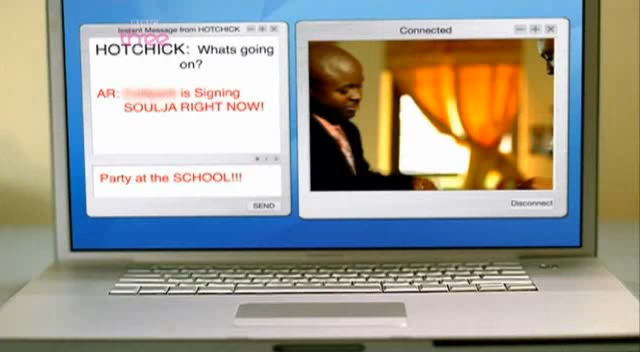 BBC
three
Instant Message from HOTCHICK
HOTCHICK: Whats going
on?
AR: is Signing
SOULJA RIGHT NOW!
Party at the SCHOOL!!!
SEND
Connected
Disconnect